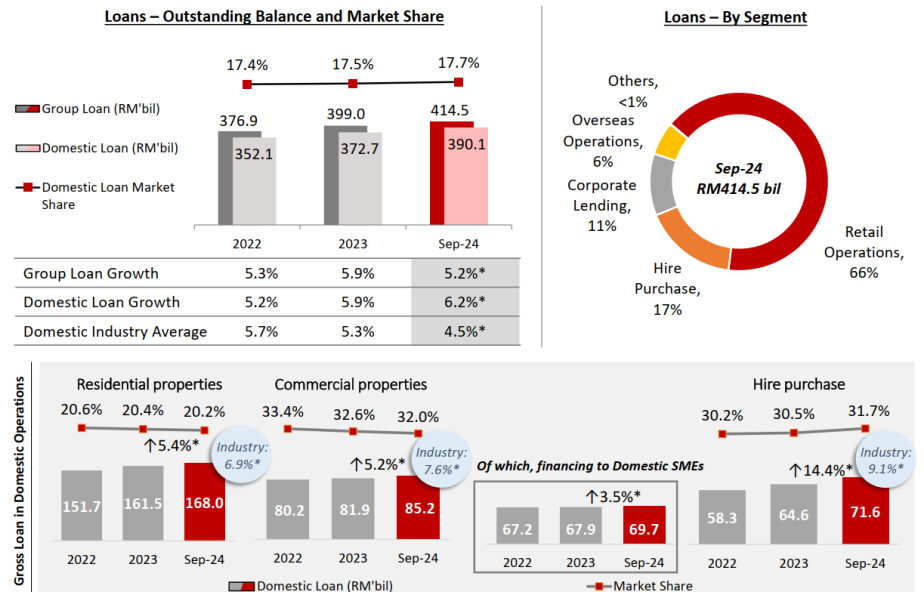 Loans – Outstanding Balance and Market Share
17.4% 17.5% 17.7%
Group Loan (RM'bil)
Domestic Loan (RM'bil)
Domestic Loan Market
Share
376.9 399.0 414.5
352.1 372.7 390.1
2022 2023 Sep-24
Group Loan Growth 5.3% 5.9% 5.2%*
Domestic Loan Growth 5.2% 5.9% 6.2%*
Domestic Industry Average 5.7% 5.3% 4.5%*
Loans – By Segment
Others,
<1%
Overseas
Operations,
6%
Corporate
Lending,
11%
Hire
Purchase,
17%
Retail
Operations,
66%
Sep-24
RM414.5 bil
Gross Loan in Domestic Operations
Residential properties
20.6% 20.4% 20.2%
↑5.4%*
Industry:
6.9%*
151.7 161.5 168.0
2022 2023 Sep-24
Commercial properties
33.4% 32.6% 32.0%
↑5.2%*
Industry:
7.6%*
80.2 81.9 85.2
2022 2023 Sep-24
Of which, financing to Domestic SMEs
↑3.5%*
67.2 67.9 69.7
2022 2023 Sep-24
Hire purchase
30.2% 30.5% 31.7%
↑14.4%*
Industry:
9.1%*
58.3 64.6 71.6
2022 2023 Sep-24
Domestic Loan (RM'bil)
Market Share